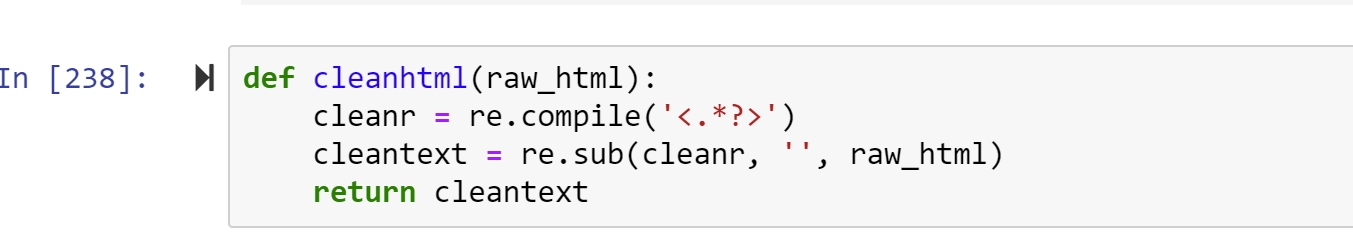 In [238]:
def cleanhtml(raw_html):
    cleanr = re.compile('<.*?>')
    cleantext = re.sub(cleanr, '', raw_html)
    return cleantext